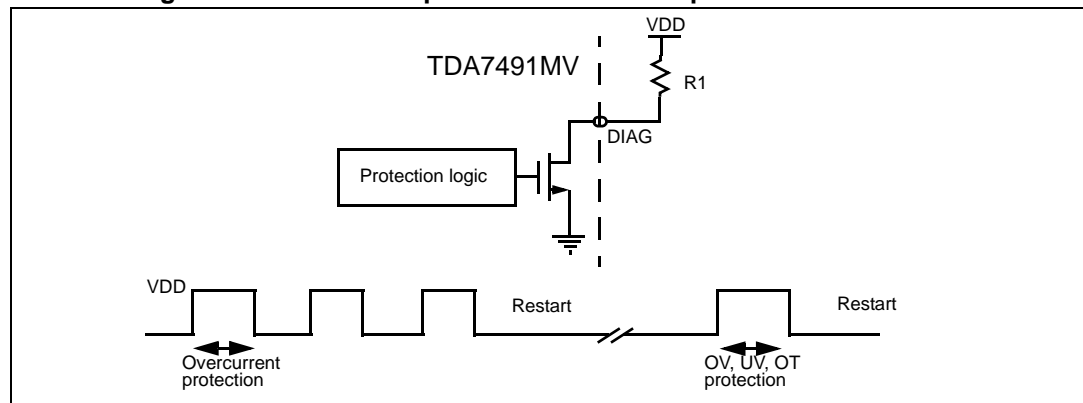 VDD
TDA7491MV
R1
DIAG
Protection logic
VDD
Restart
Restart
Overcurrent
protection
OV, UV, OT
protection